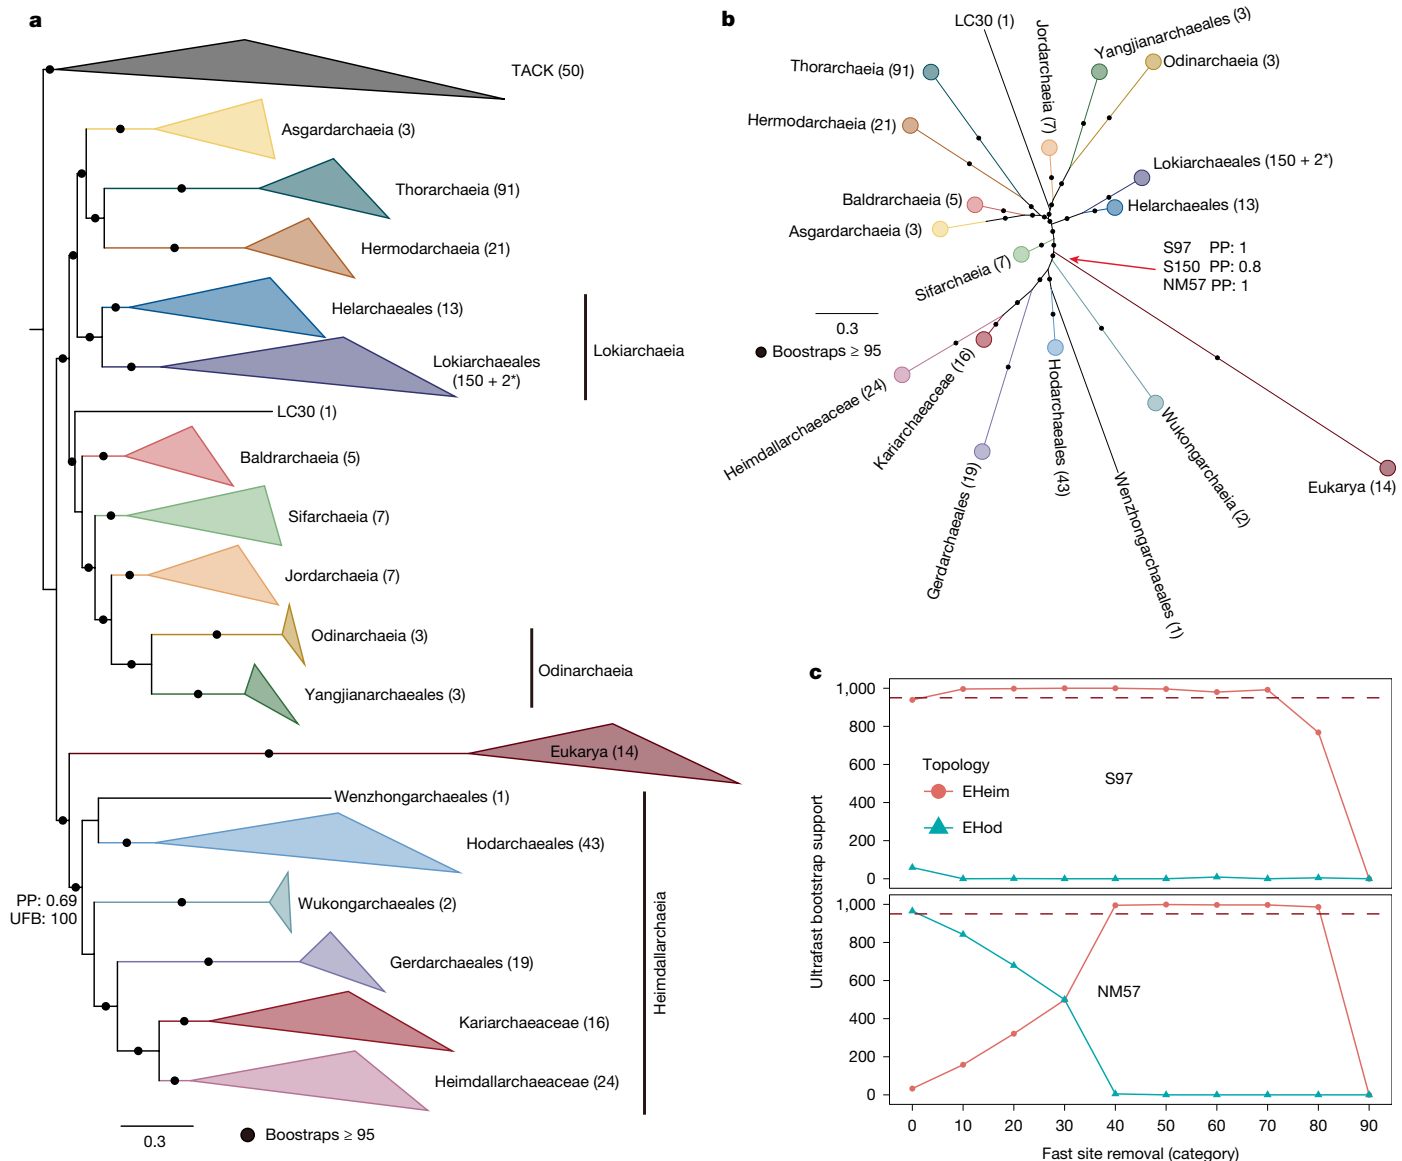 a
TACK (50)
Asgardarchaeia (3)
Thorarchaeia (91)
Hermodarchaeia (21)
Helarchaeales (13)
Lokiarchaeales
(150 + 2*)
Lokiarchaeia
LC30 (1)
Baldrarchaeia (5)
Sifarchaeia (7)
Jordarchaeia (7)
Odinarchaeia (3)
Yangjianarchaeales (3)
Odinarchaeia
Eukarya (14)
Wenzhongarchaeales (1)
Hodarchaeales (43)
PP: 0.69
UFB: 100
Wukongarchaeales (2)
Gerdarchaeales (19)
Kariarchaeaceae (16)
Heimdallarchaeaceae (24)
Heimdallarchaeia
0.3
Boostraps ≥ 95
b
LC30 (1)
Jordarchaeia (7)
Yangjianarchaeales (3)
Odinarchaeia (3)
Thorarchaeia (91)
Hermodarchaeia (21)
Lokiarchaeales (150 + 2*)
Baldrarchaeia (5)
Helarchaeales (13)
Asgardarchaeia (3)
Sifarchaeia (7)
S97 PP: 1
S150 PP: 0.8
NM57 PP: 1
0.3
Boostraps ≥ 95
Heimdallarchaeaceae (24)
Kariarchaeaceae (16)
Gerdarchaeales (19)
Hodarchaeales (43)
Wenzhongarchaeales (1)
Wukongarchaeia (2)
Eukarya (14)
c
Ultrafast bootstrap support
1,000
800
600
400
200
0
Topology
EHeim
EHod
S97
1,000
800
600
400
200
0
NM57
0 10 20 30 40 50 60 70 80 90
Fast site removal (category)